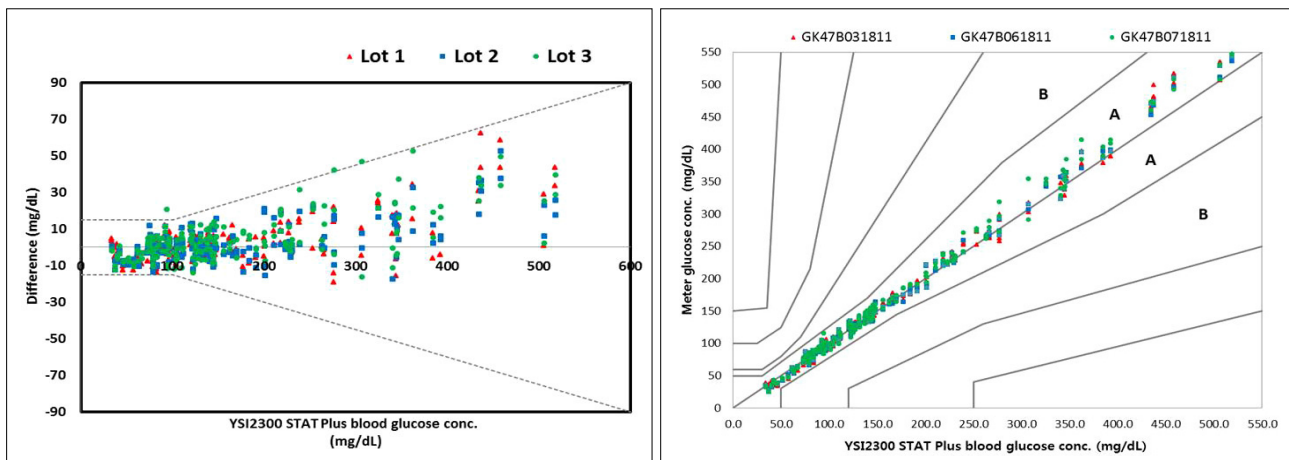 Lot 1 Lot 2 Lot 3
90
70
50
30
10
-10
-30
-50
-70
-90
0 100 200 300 400 500 600
Difference (mg/dL)
YSI2300 STAT Plus blood glucose conc.
(mg/dL)
GK47B031811 GK47B061811 GK47B071811
550
500
450
400
350
300
250
200
150
100
50
0
B
A
A
B
0.0 50.0 100.0 150.0 200.0 250.0 300.0 350.0 400.0 450.0 500.0 550.0
Meter glucose conc. (mg/dL)
YSI2300 STAT Plus blood glucose conc. (mg/dL)